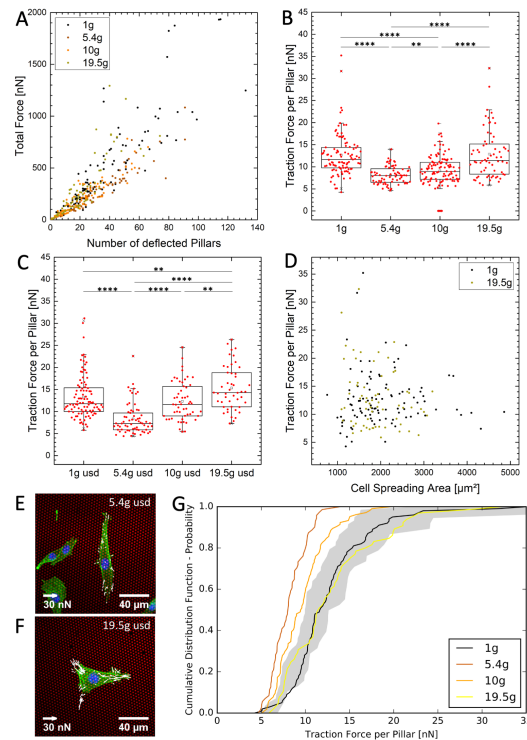 A
2000
1500
1000
500
0
Total Force [nN]
1g
5.4g
10g
19.5g
0 20 40 60 80 100 120 140
Number of deflected Pillars
B
45
40
35
30
25
20
15
10
5
0
Traction Force per Pillar [nN]
****
****
****
**
****
1g 5.4g 10g 19.5g
C
45
40
35
30
25
20
15
10
5
0
Traction Force per Pillar [nN]
**
****
****
****
**
1g usd 5.4g usd 10g usd 19.5g usd
D
40
35
30
25
20
15
10
5
Traction Force per Pillar [nN]
1g
19.5g
1000 2000 3000 4000 5000
Cell Spreading Area [µm²]
E
5.4g usd
30 nN 40 µm
F
19.5g usd
30 nN 40 µm
G
1.0
0.8
0.6
0.4
0.2
0.0
Cumulative Distribution Function - Probability
1g
5.4g
10g
19.5g
0 5 10 15 20 25 30
Traction Force per Pillar [nN]